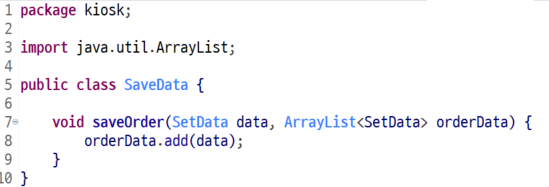 1 package kiosk;
2
3 import java.util.ArrayList;
4
5 public class SaveData {
6
7     void saveOrder(SetData data, ArrayList<SetData> orderData) {
8         orderData.add(data);
9     }
10 }